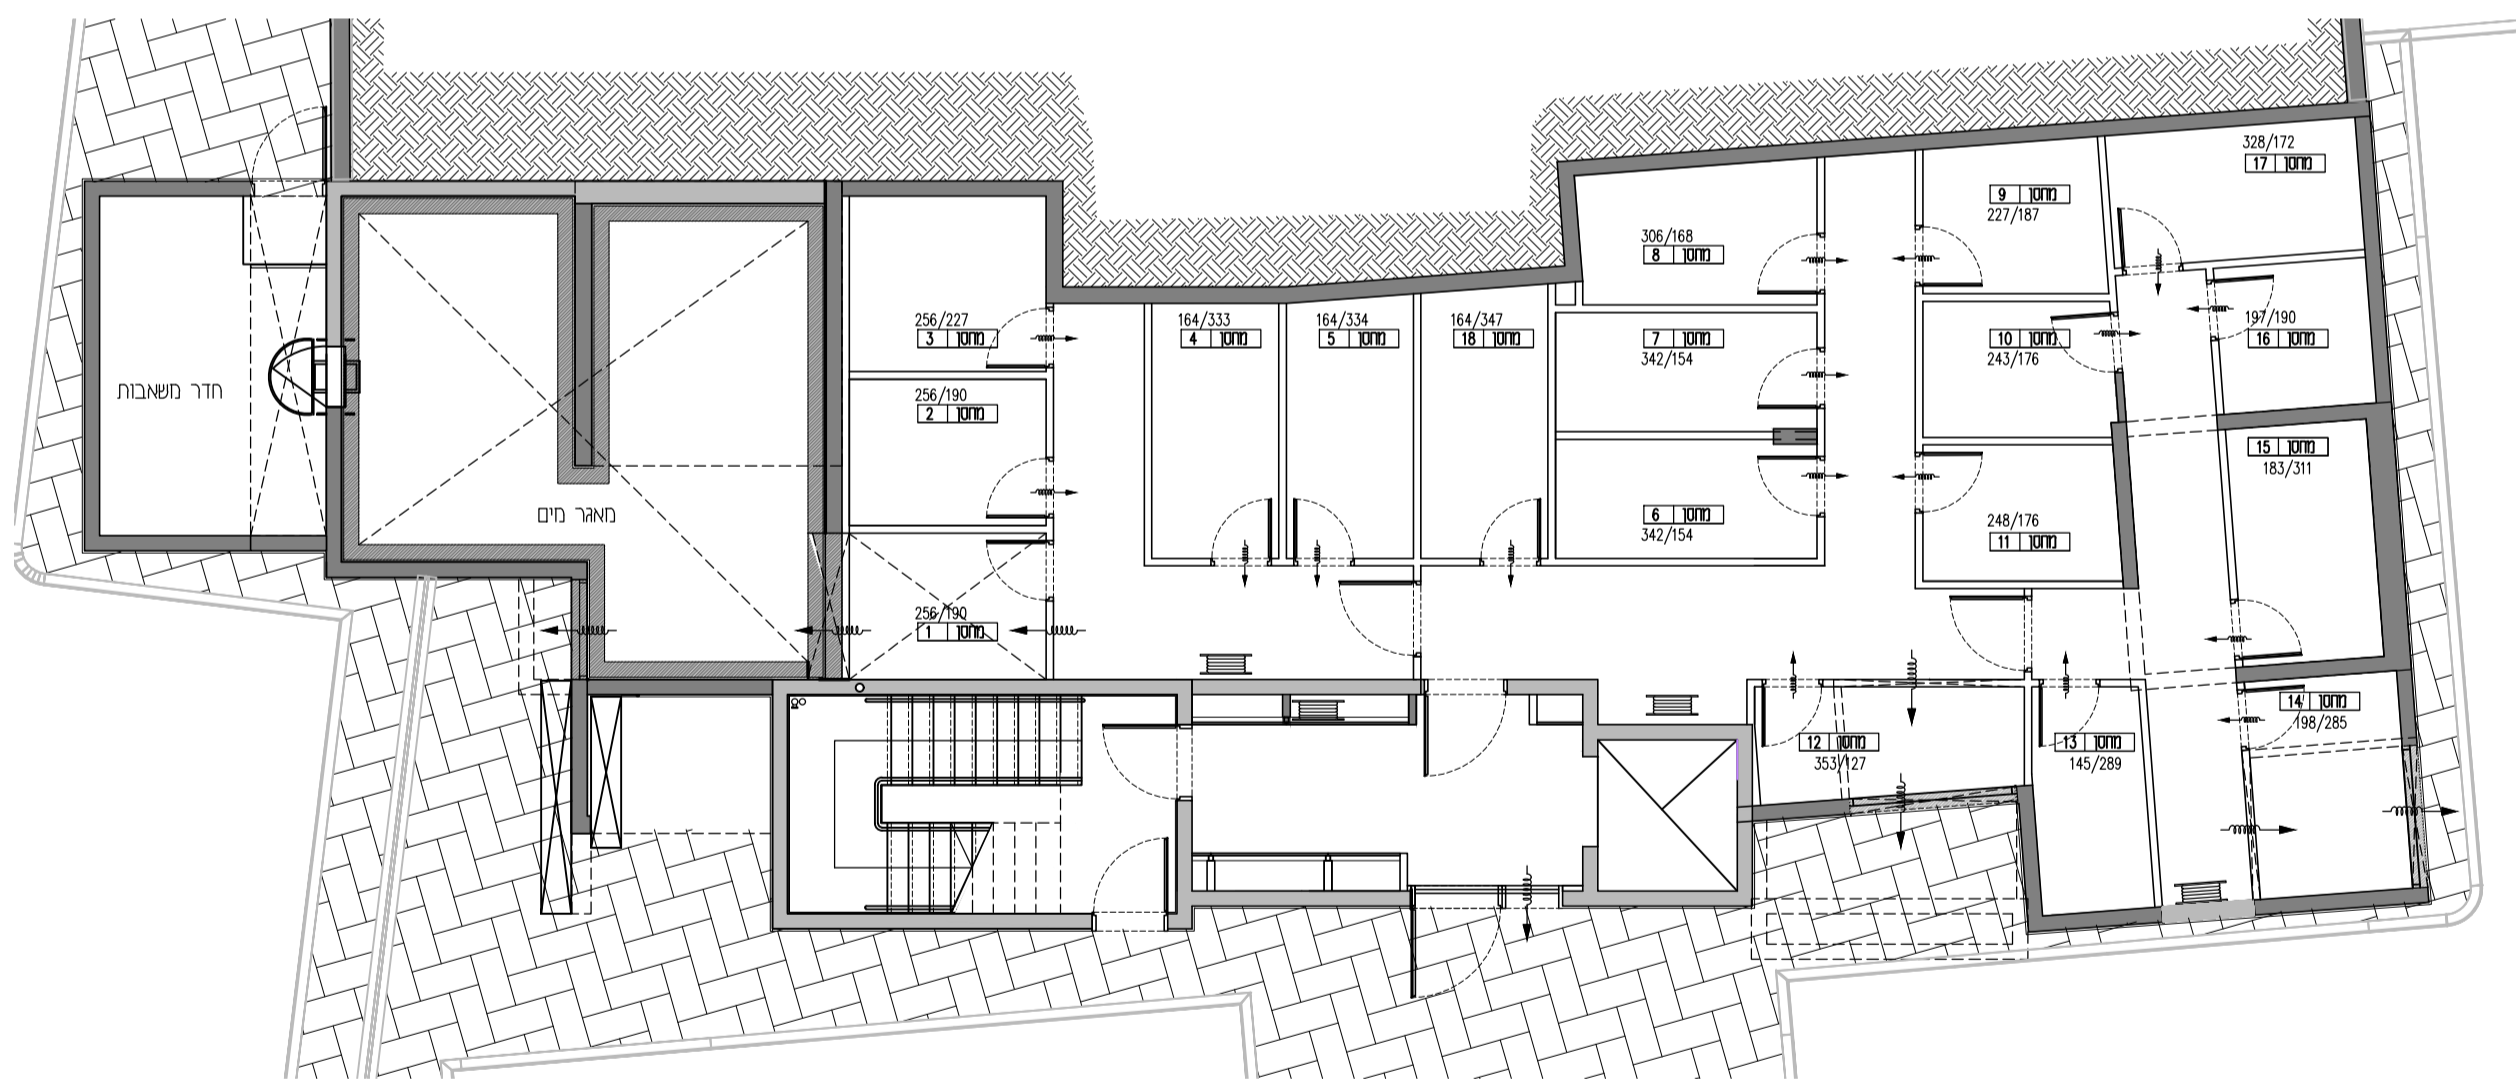 חדר משאבות
מאגר מים
256/227
מחסן 3
256/190
מחסן 2
256/190
מחסן 1
164/333
מחסן 4
164/334
מחסן 5
164/347
מחסן 18
306/168
מחסן 8
מחסן 7
342/154
מחסן 6
342/154
מחסן 9
227/187
מחסן 10
243/176
248/176
מחסן 11
328/172
מחסן 17
197/190
מחסן 16
מחסן 15
183/311
מחסן 14
198/285
מחסן 12
353/127
מחסן 13
145/289